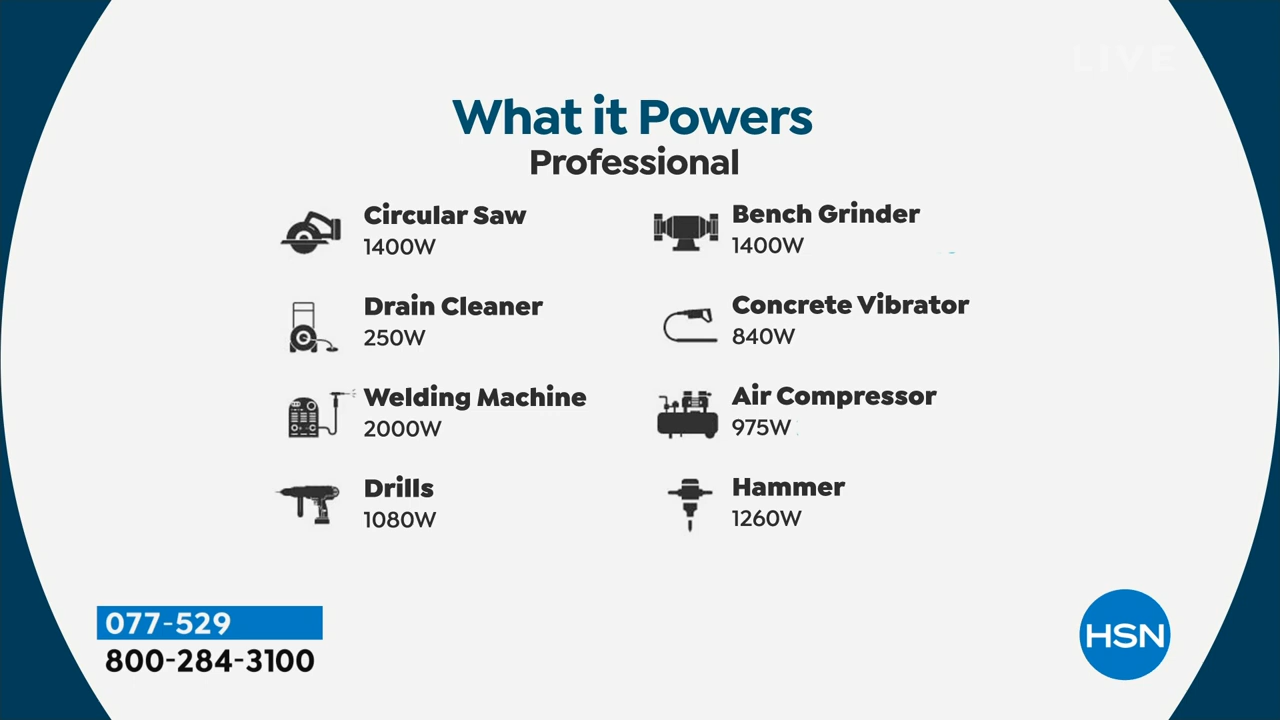 LIVE
What it Powers
Professional
Circular Saw
1400W
Bench Grinder
1400W
Drain Cleaner
250W
Concrete Vibrator
840W
Welding Machine
2000W
Air Compressor
975W
Drills
1080W
Hammer
1260W
077-529
800-284-3100
HSN